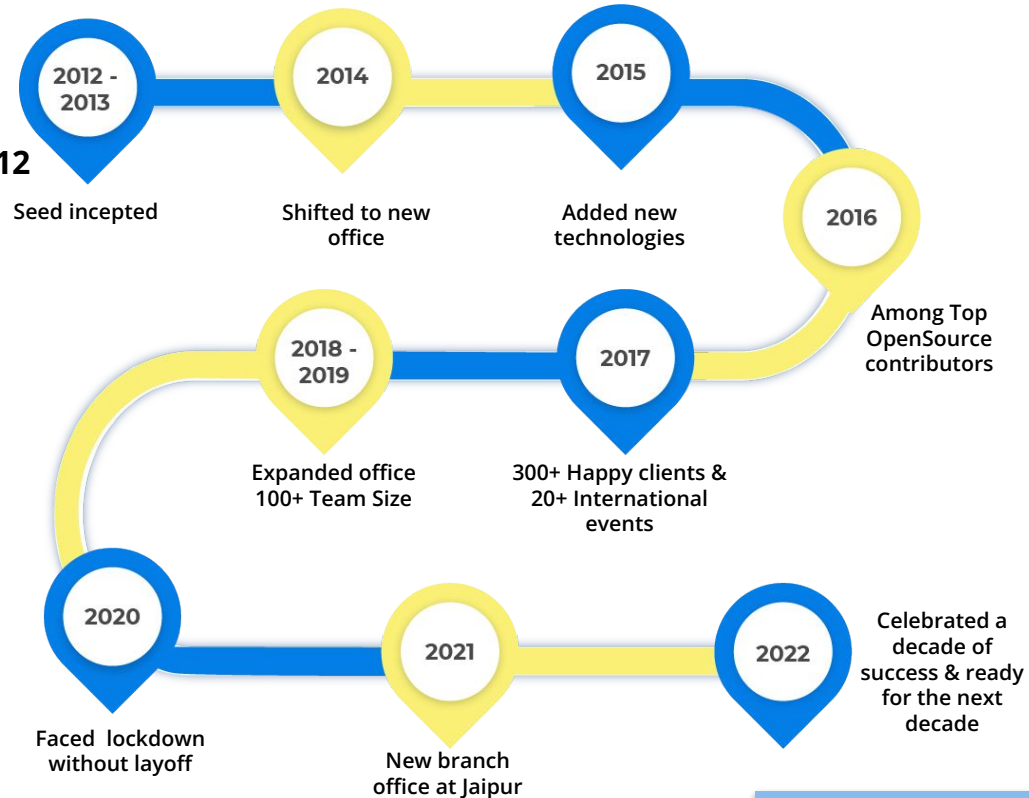 2012 -
2013
2014
2015
12
Seed incepted
Shifted to new
office
Added new
technologies
2016
Among Top
OpenSource
contributors
2017
2018 -
2019
300+ Happy clients &
20+ International
events
Expanded office
100+ Team Size
2020
2021
2022
Faced  lockdown
without layoff
New branch
office at Jaipur
Celebrated a
decade of
success & ready
for the next
decade